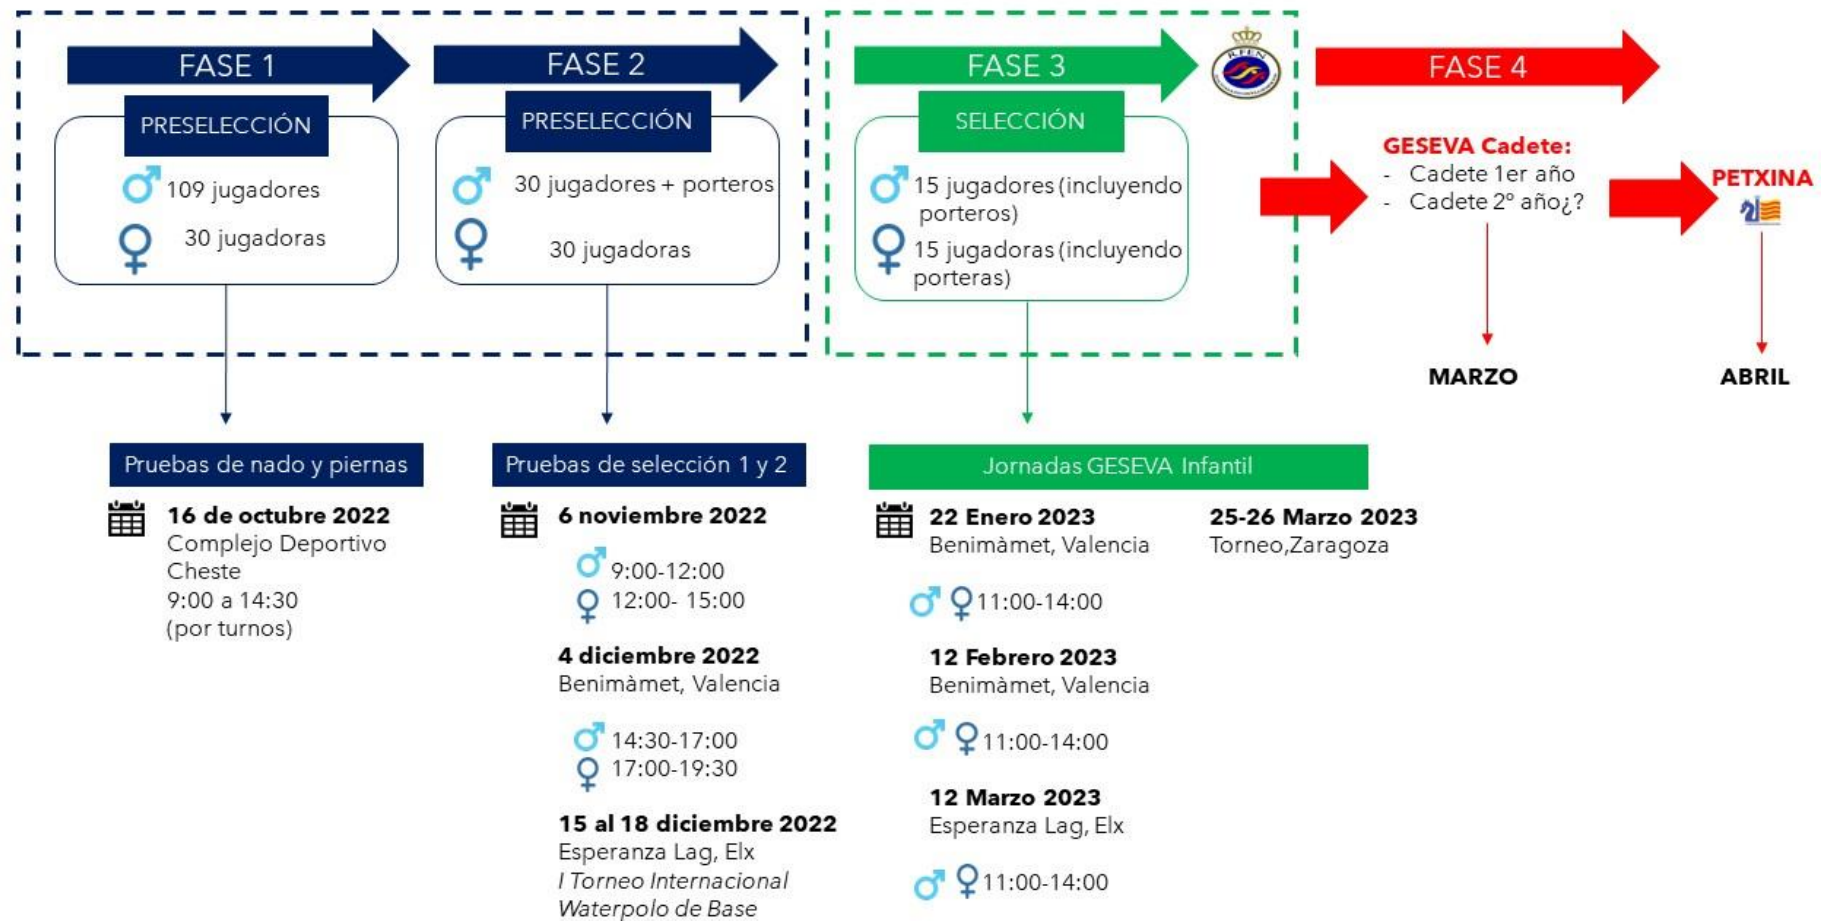 FASE 1
PRESELECCIÓN
109 jugadores
30 jugadoras
FASE 2
PRESELECCIÓN
30 jugadores + porteros
30 jugadoras
FASE 3
R.F.E.N.
SELECCIÓN
15 jugadores (incluyendo
porteros)
15 jugadoras (incluyendo
porteras)
FASE 4
GESEVA Cadete:
- Cadete 1er año
- Cadete 2º año¿?
PETXINA
MARZO
ABRIL
Pruebas de nado y piernas
16 de octubre 2022
Complejo Deportivo
Cheste
9:00 a 14:30
(por turnos)
Pruebas de selección 1 y 2
6 noviembre 2022
9:00-12:00
12:00- 15:00
4 diciembre 2022
Benimàmet, Valencia
14:30-17:00
17:00-19:30
15 al 18 diciembre 2022
Esperanza Lag, Elx
I Torneo Internacional
Waterpolo de Base
Jornadas GESEVA Infantil
22 Enero 2023
Benimàmet, Valencia
11:00-14:00
12 Febrero 2023
Benimàmet, Valencia
11:00-14:00
12 Marzo 2023
Esperanza Lag, Elx
11:00-14:00
25-26 Marzo 2023
Torneo,Zaragoza